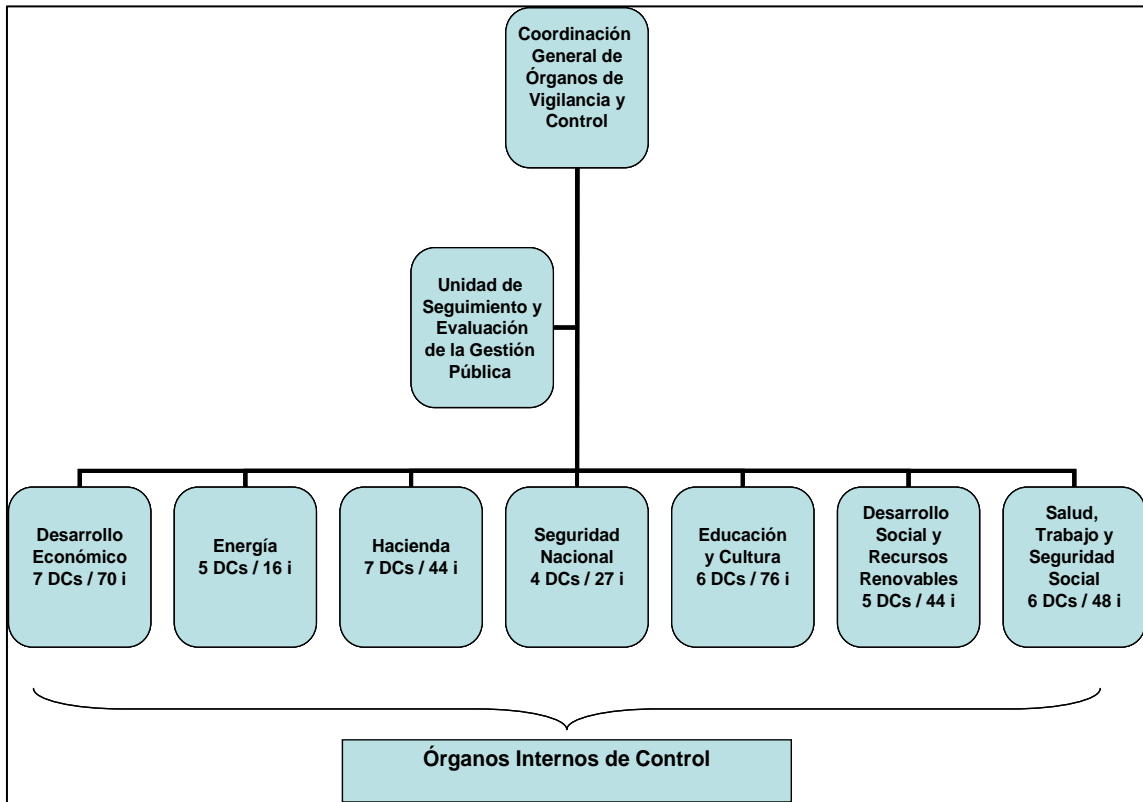 Coordinación
General de
Órganos de
Vigilancia y
Control
Unidad de
Seguimiento y
Evaluación
de la Gestión
Pública
Desarrollo
Económico
7 DCs / 70 i
Energía
5 DCs / 16 i
Hacienda
7 DCs / 44 i
Seguridad
Nacional
4 DCs / 27 i
Educación
y Cultura
6 DCs / 76 i
Desarrollo
Social y
Recursos
Renovables
5 DCs / 44 i
Salud,
Trabajo y
Seguridad
Social
6 DCs / 48 i
Órganos Internos de Control